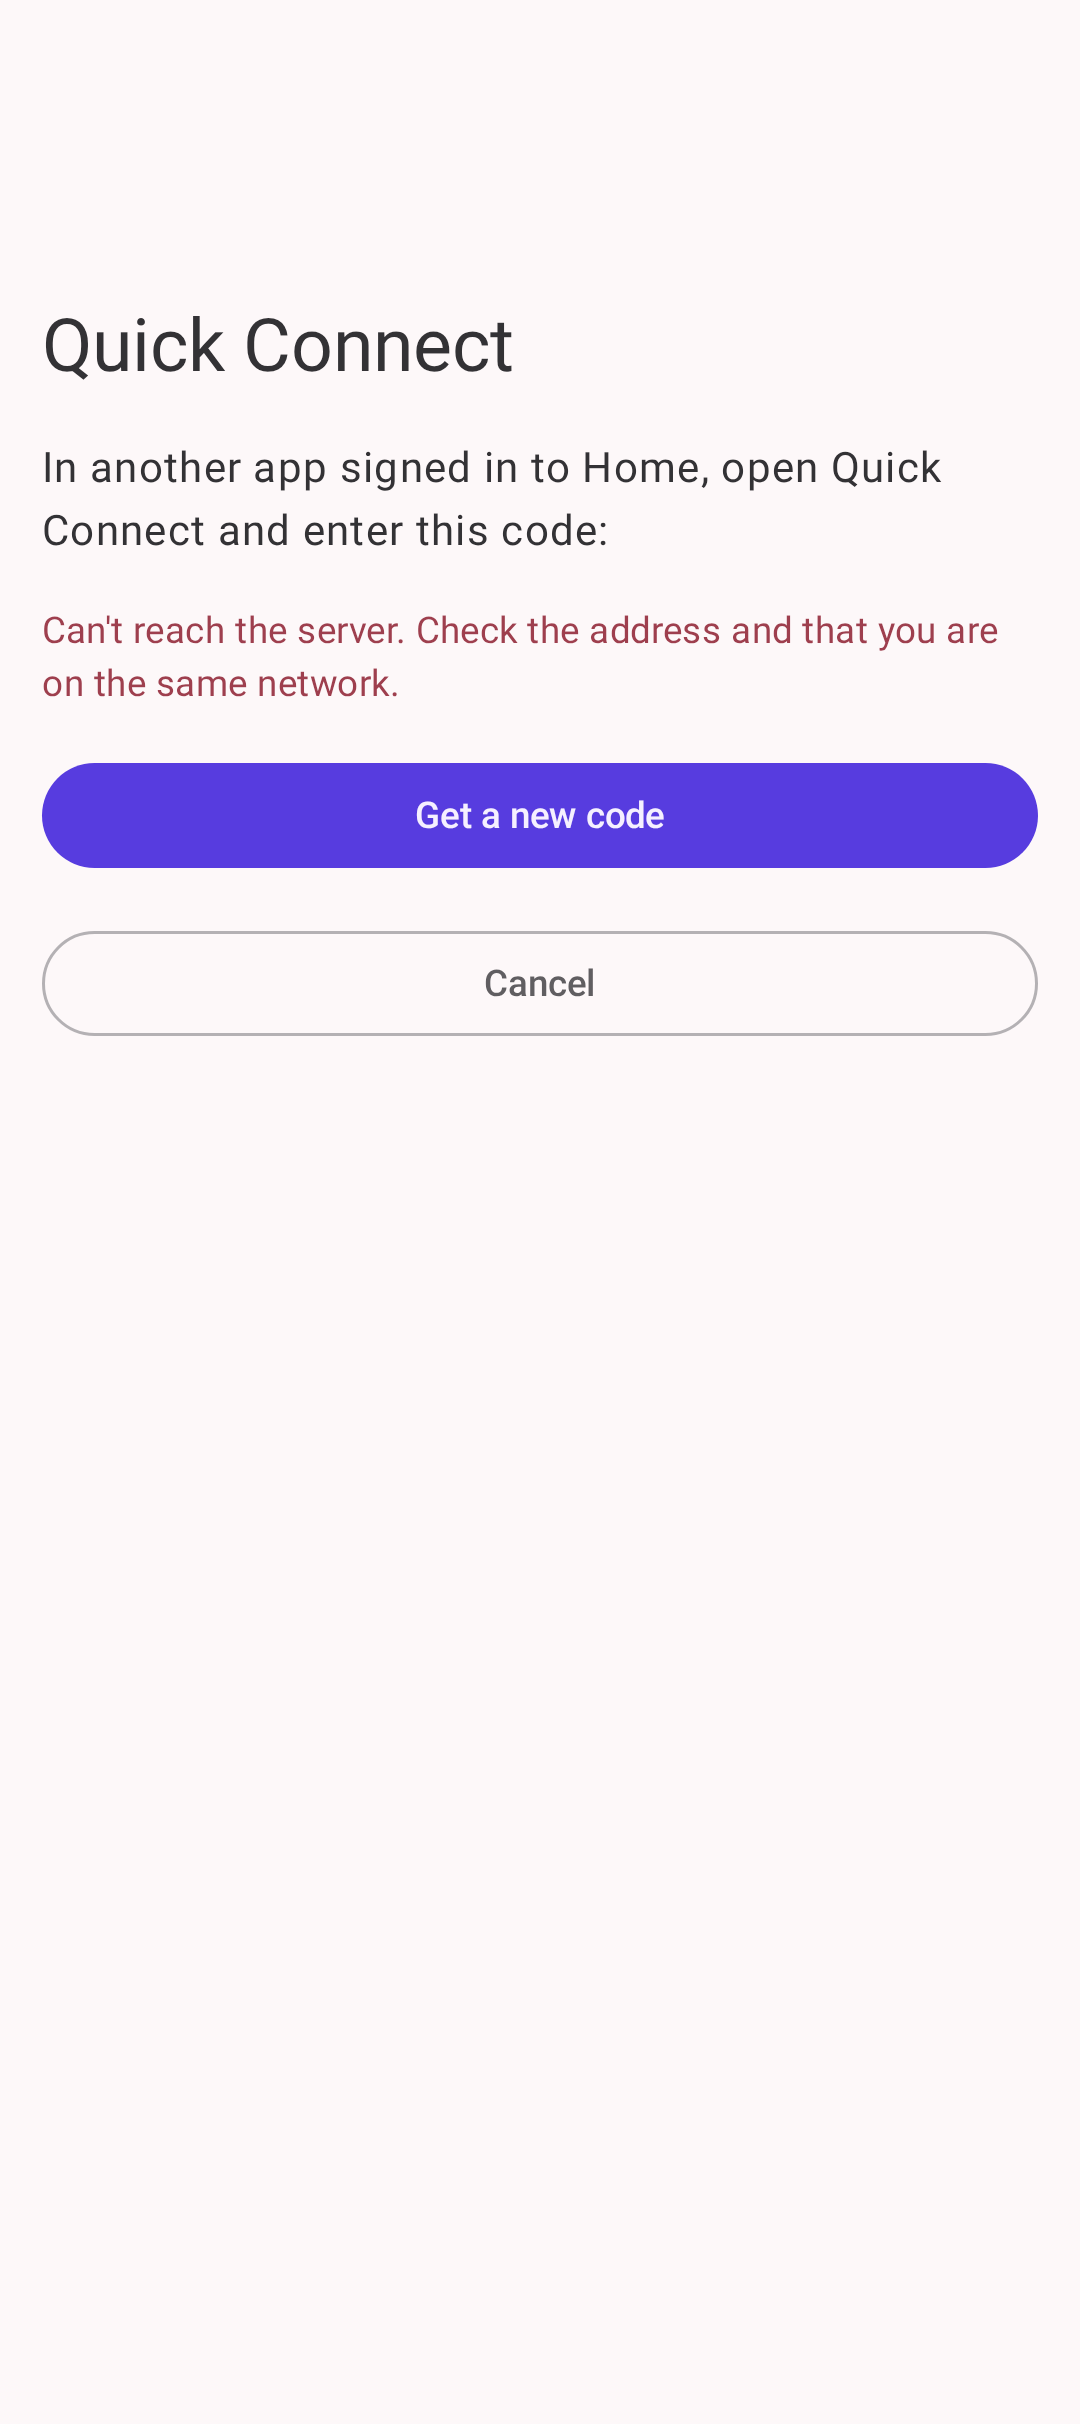 Quick Connect
In another app signed in to Home, open Quick
Connect and enter this code:
Can't reach the server. Check the address and that you are
on the same network.
Get a new code
Cancel